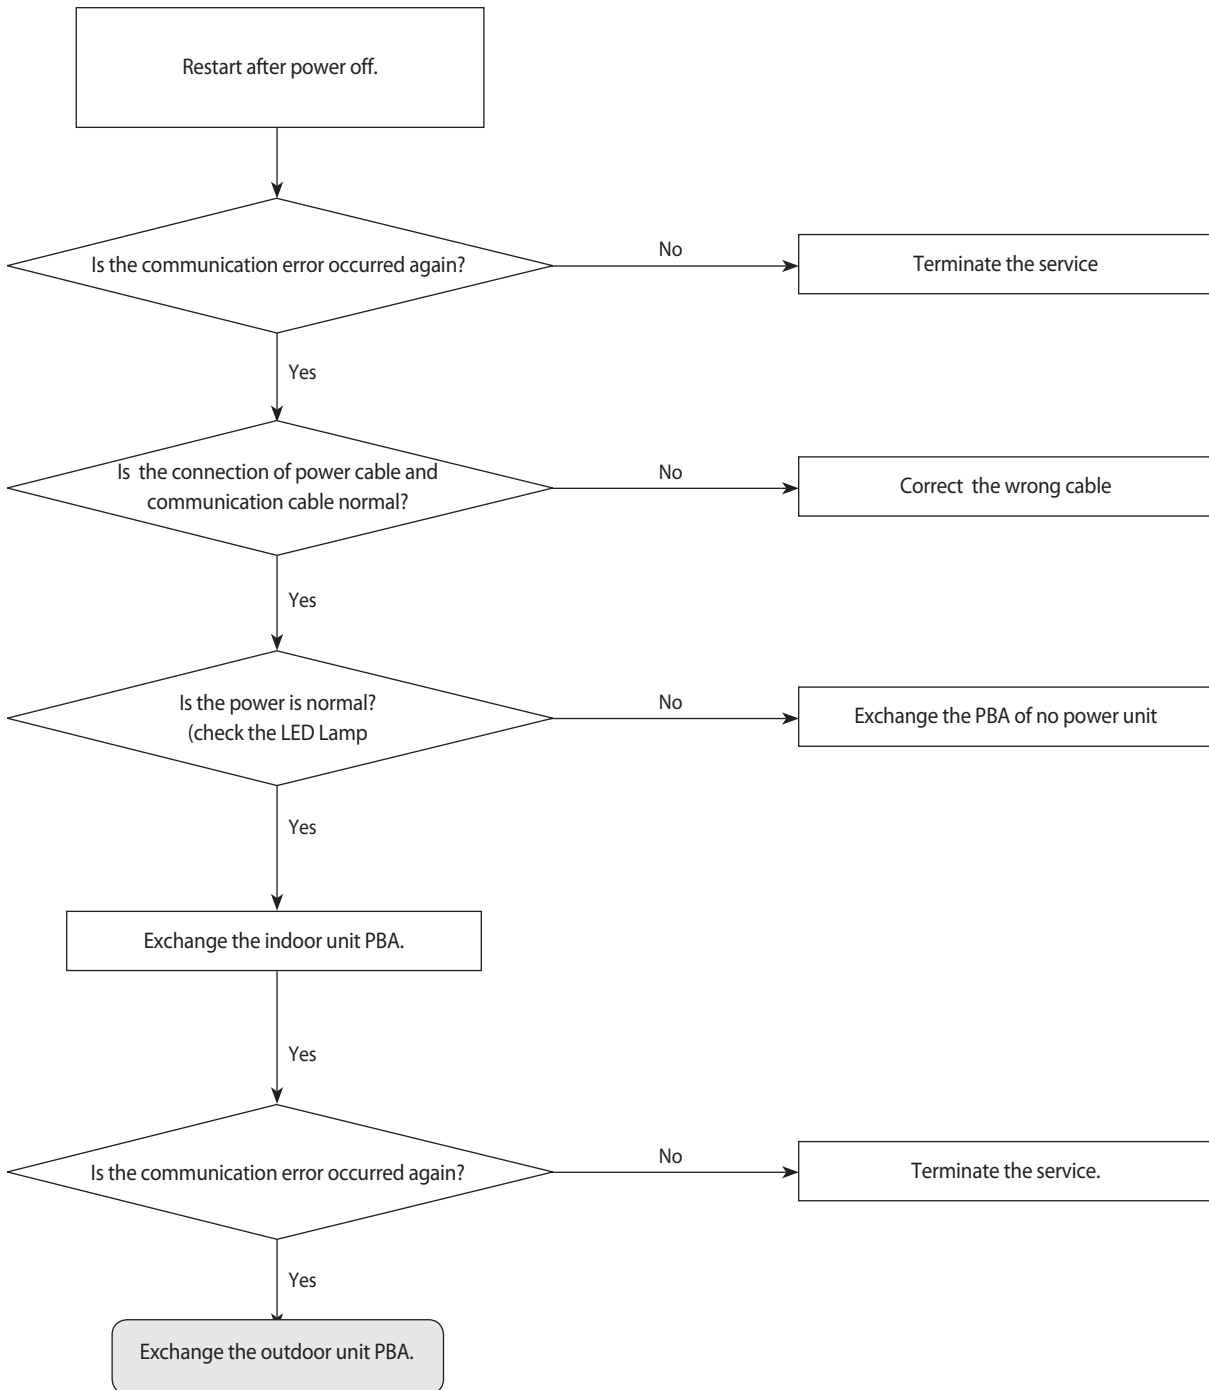 Restart after power off.
Is the communication error occurred again?
No
Terminate the service
Yes
Is  the connection of power cable and
communication cable normal?
No
Correct  the wrong cable
Yes
Is the power is normal?
(check the LED Lamp
No
Exchange the PBA of no power unit
Yes
Exchange the indoor unit PBA.
Yes
Is the communication error occurred again?
No
Terminate the service.
Yes
Exchange the outdoor unit PBA.